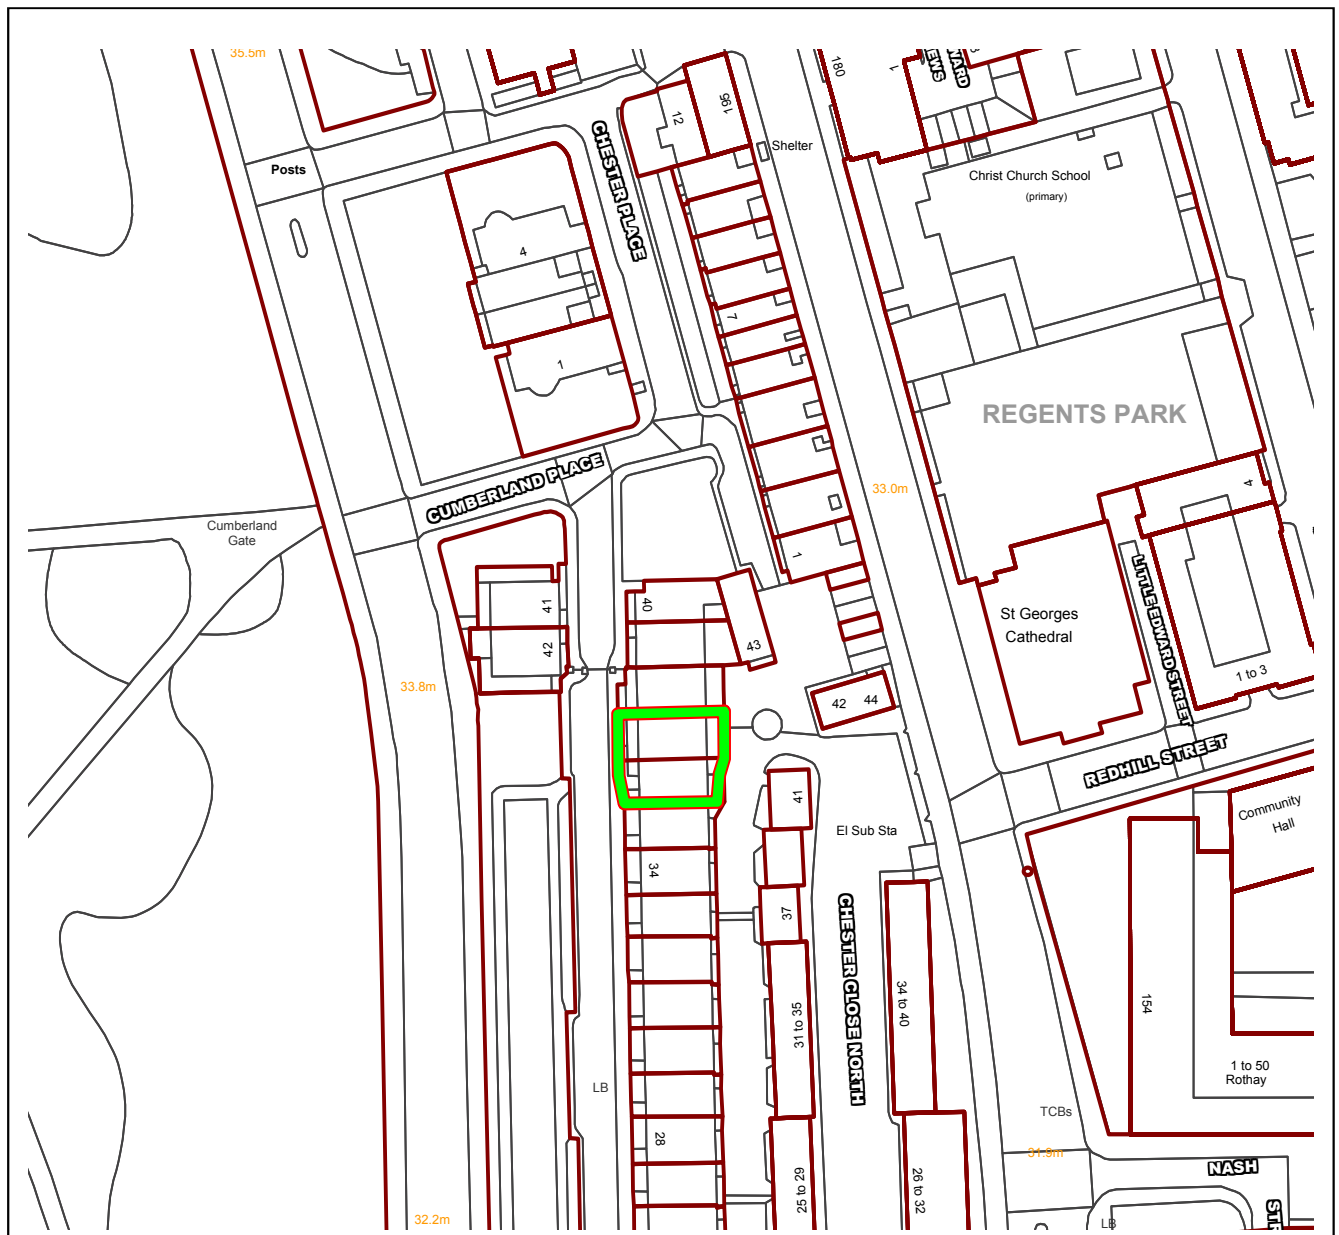 35.5m
Posts
CHESTER PLACE
12
195
Shelter
180
1
Christ Church School
(primary)
4
7
1
REGENTS PARK
CUMBERLAND PLACE
33.0m
Cumberland
Gate
4
1
LITTLE EDWARD STREET
St Georges
Cathedral
41
40
42
43
1 to 3
33.8m
42
44
REDHILL STREET
41
Community
Hall
El Sub Sta
34
37
CHESTER CLOSE NORTH
34 to 40
154
31 to 35
1 to 50
Rothay
LB
TCBs
28
31.9m
NASH
25 to 29
26 to 32
32.2m
LB